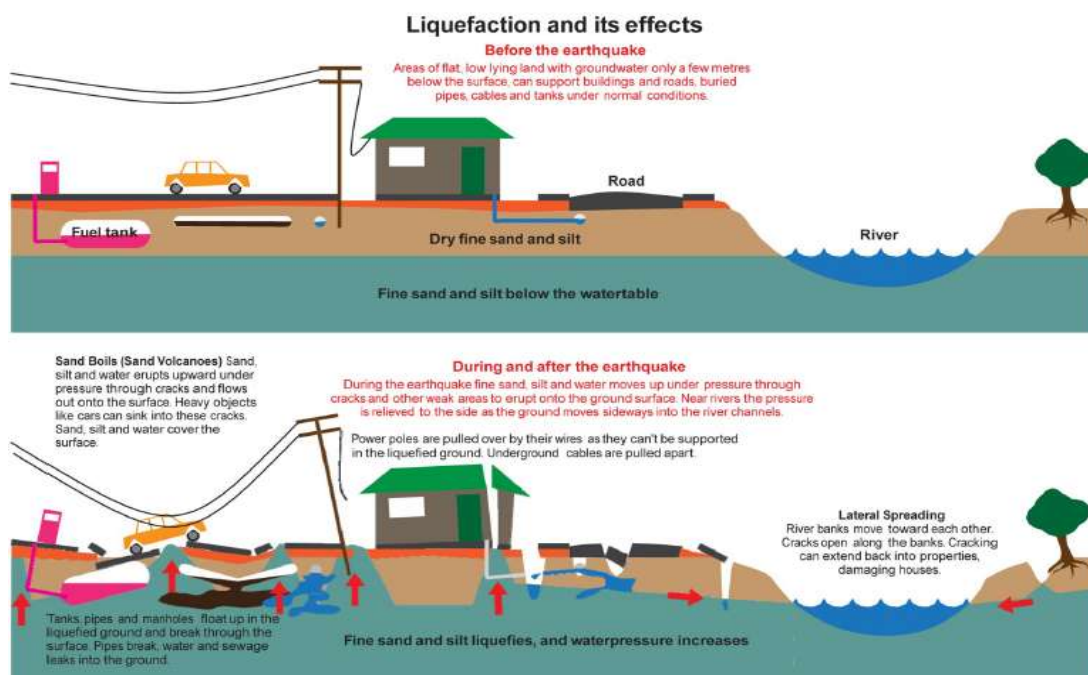 Liquefaction and its effects
Before the earthquake
Areas of flat, low lying land with groundwater only a few metres
below the surface, can support buildings and roads, buried
pipes, cables and tanks under normal conditions.
Road
Fuel tank
Dry fine sand and silt
River
Fine sand and silt below the watertable
Sand Boils (Sand Volcanoes) Sand,
silt and water erupts upward under
pressure through cracks and flows
out onto the surface. Heavy objects
like cars can sink into these cracks.
Sand, silt and water cover the
surface.
During and after the earthquake
During the earthquake fine sand, silt and water moves up under pressure through
cracks and other weak areas to erupt onto the ground surface. Near rivers the pressure
is relieved to the side as the ground moves sideways into the river channels.
Power poles are pulled over by their wires as they can't be supported
in the liquefied ground. Underground cables are pulled apart.
Lateral Spreading
River banks move toward each other.
Cracks open along the banks. Cracking
can extend back into properties,
damaging houses.
Tanks, pipes and manholes float up in the
liquefied ground and break through the
surface. Pipes break, water and sewage
leaks into the ground.
Fine sand and silt liquefies, and waterpressure increases